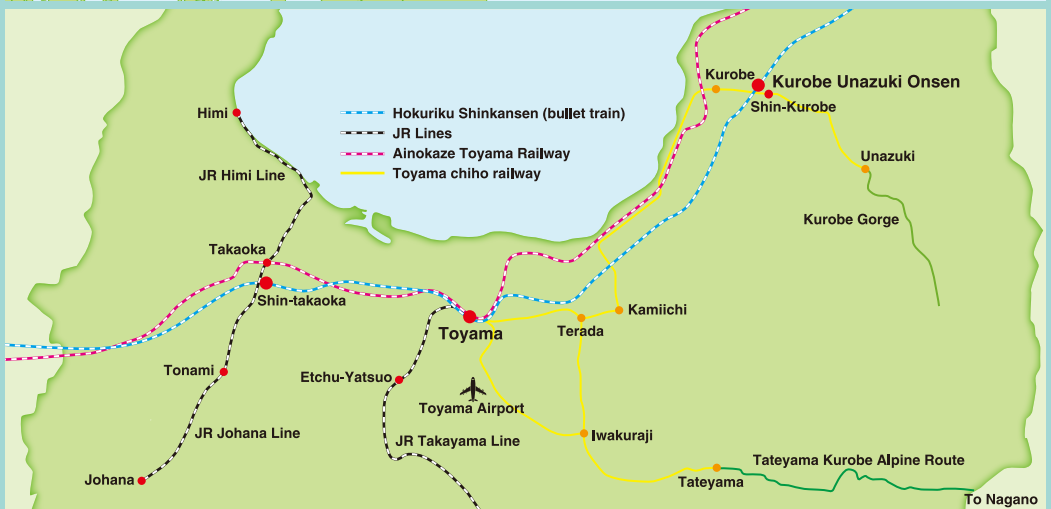 Kurobe
Kurobe Unazuki Onsen
Shin-Kurobe
Himi
Hokuriku Shinkansen (bullet train)
JR Lines
Ainokaze Toyama Railway
Toyama chiho railway
Unazuki
JR Himi Line
Kurobe Gorge
Takaoka
Shin-takaoka
Kamiichi
Toyama
Terada
Tonami
Etchu-Yatsuo
Toyama Airport
JR Johana Line
JR Takayama Line
Iwakuraji
Tateyama Kurobe Alpine Route
Johana
Tateyama
To Nagano